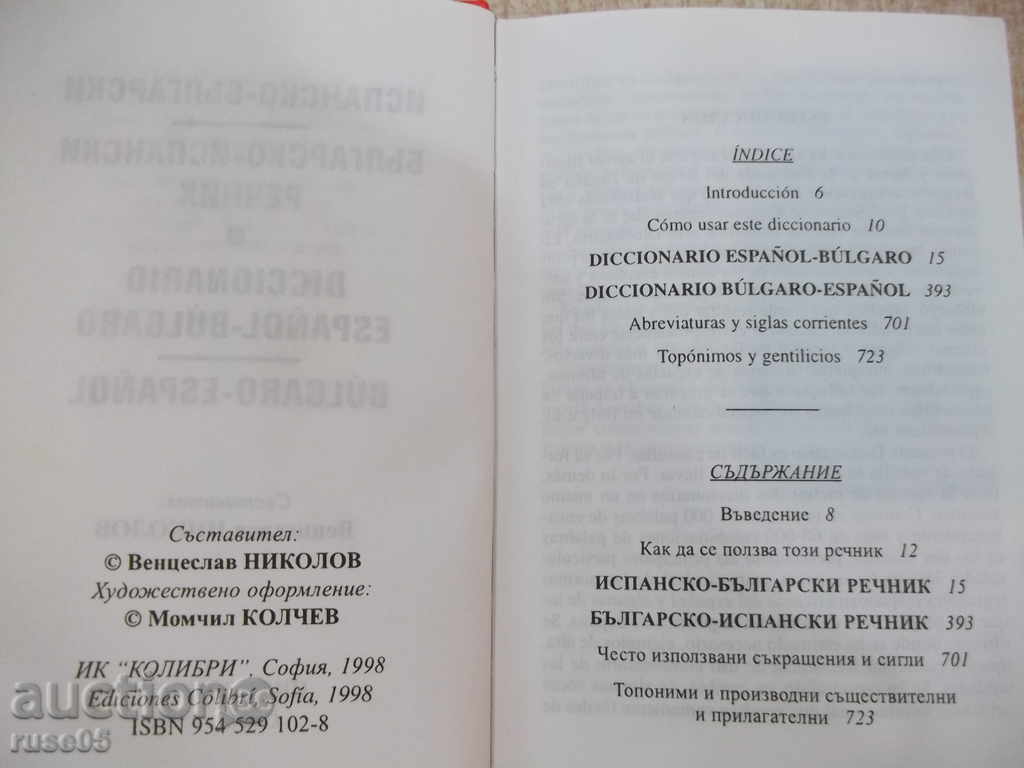 Съставител:
© Венцеслав НИКОЛОВ
Художествено оформление:
© Момчил КОЛЧЕВ
ИК "КОЛИБРИ", София, 1998
Ediciones Colibrí, Sofía, 1998
ISBN 954 529 102-8
auction
ruse05
ÍNDICE
Introducción 6
Cómo usar este diccionario 10
DICCIONARIO ESPAÑOL-BÚLGARO 15
DICCIONARIO BÚLGARO-ESPAÑOL 393
Abreviaturas y siglas corrientes 701
Topónimos y gentilicios 723
СЪДЪРЖАНИЕ
Въведение 8
Как да се ползва този речник 12
ИСПАНСКО-БЪЛГАРСКИ РЕЧНИК 15
БЪЛГАРСКО-ИСПАНСКИ РЕЧНИК 393
Често използвани съкращения и сигли 701
Топоними и производни съществителни
и прилагателни 723